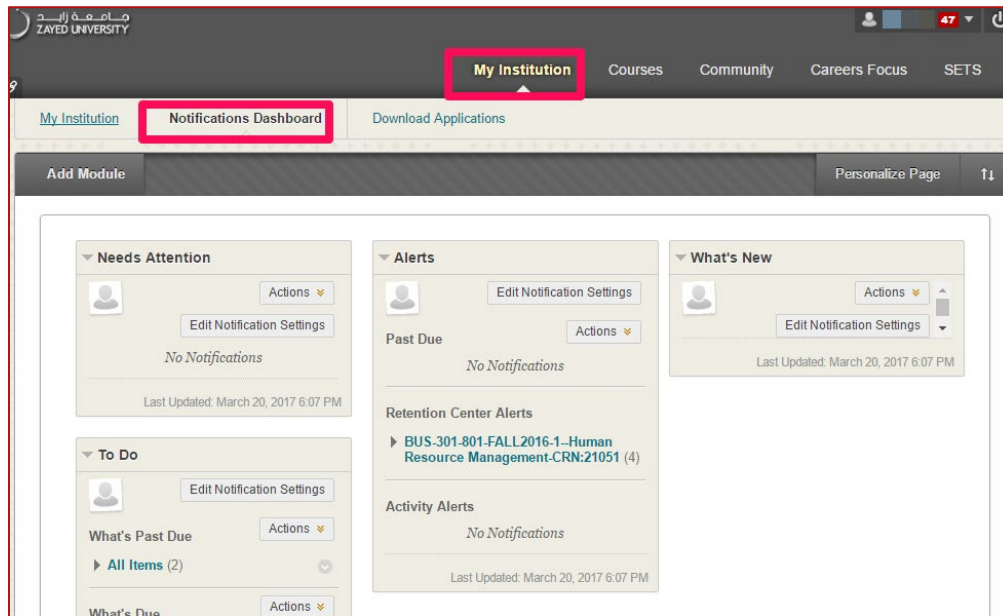 جامعة زايد
ZAYED UNIVERSITY
47
My Institution Courses Community Careers Focus SETS
My Institution Notifications Dashboard Download Applications
Add Module Personalize Page
Needs Attention
Actions
Edit Notification Settings
No Notifications
Last Updated: March 20, 2017 6:07 PM
To Do
Edit Notification Settings
Actions
What's Past Due
All Items (2)
Actions
What's Due
Alerts
Edit Notification Settings
Actions
Past Due
No Notifications
Retention Center Alerts
BUS-301-801-FALL2016-1--Human
Resource Management-CRN:21051 (4)
Activity Alerts
No Notifications
Last Updated: March 20, 2017 6:07 PM
What's New
Actions
Edit Notification Settings
Last Updated: March 20, 2017 6:07 PM